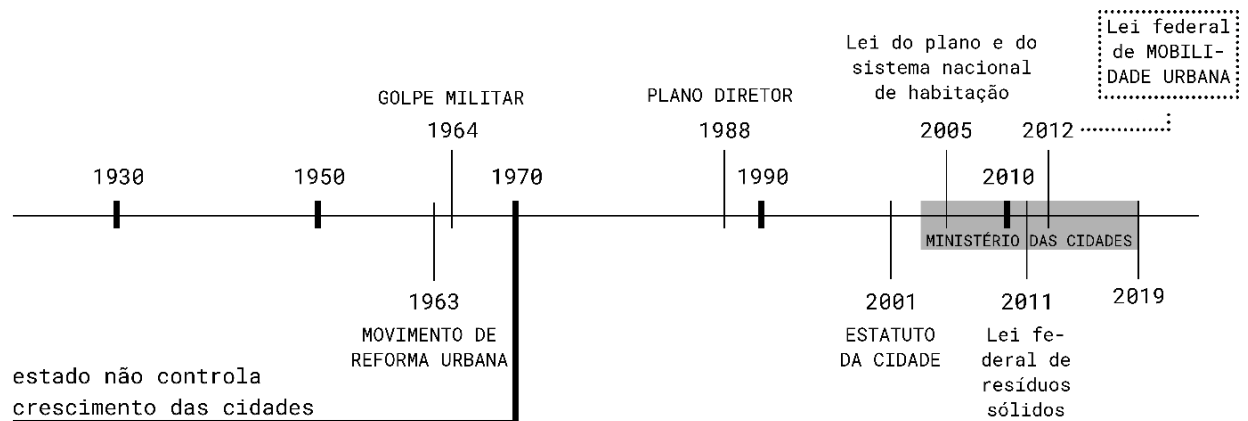 Lei federal
de MOBILI-
DADE URBANA
Lei do plano e do
sistema nacional
de habitação
GOLPE MILITAR
PLANO DIRETOR
1964
1988
2005
2012
1930
1950
1970
1990
2010
MINISTÉRIO DAS CIDADES
1963
2001
2011
2019
MOVIMENTO DE
REFORMA URBANA
ESTATUTO
DA CIDADE
Lei fe-
deral de
resíduos
sólidos
estado não controla
crescimento das cidades